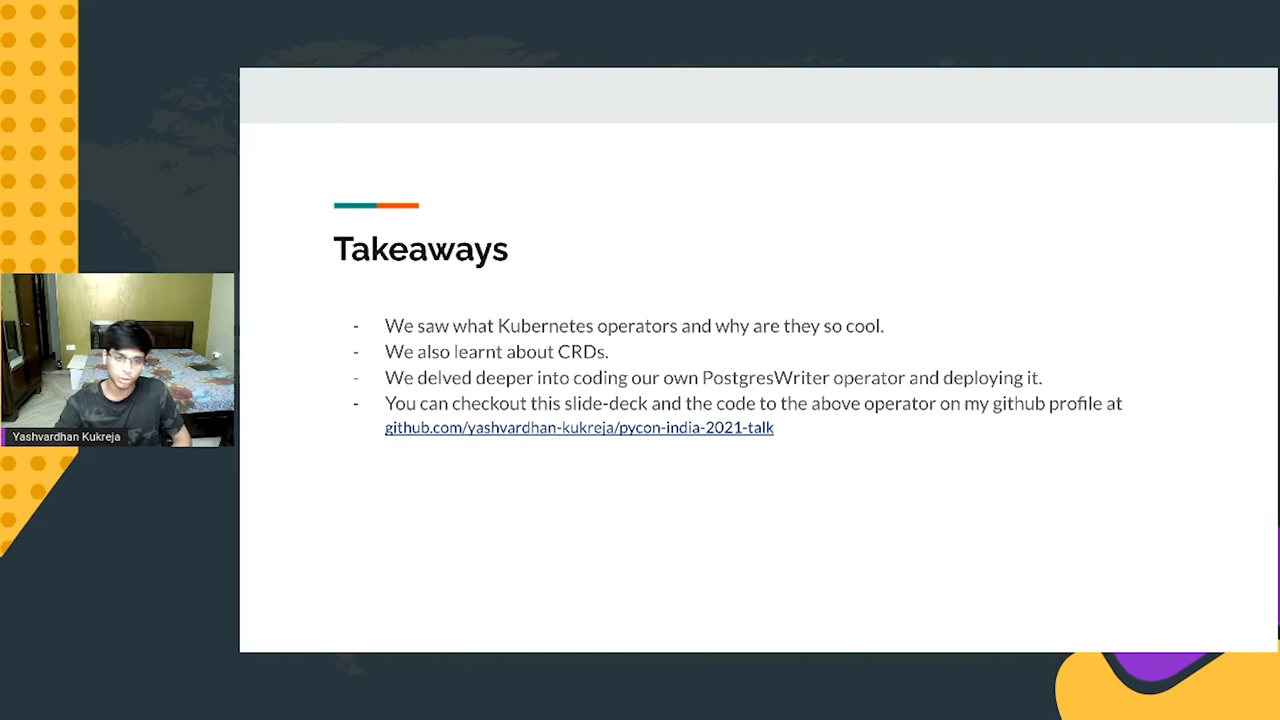 Takeaways
- We saw what Kubernetes operators and why are they so cool.
- We also learnt about CRDs.
- We delved deeper into coding our own PostgresWriter operator and deploying it.
- You can checkout this slide-deck and the code to the above operator on my github profile at
github.com/yashvardhan-kukreja/pycon-india-2021-talk
Yashvardhan Kukreja